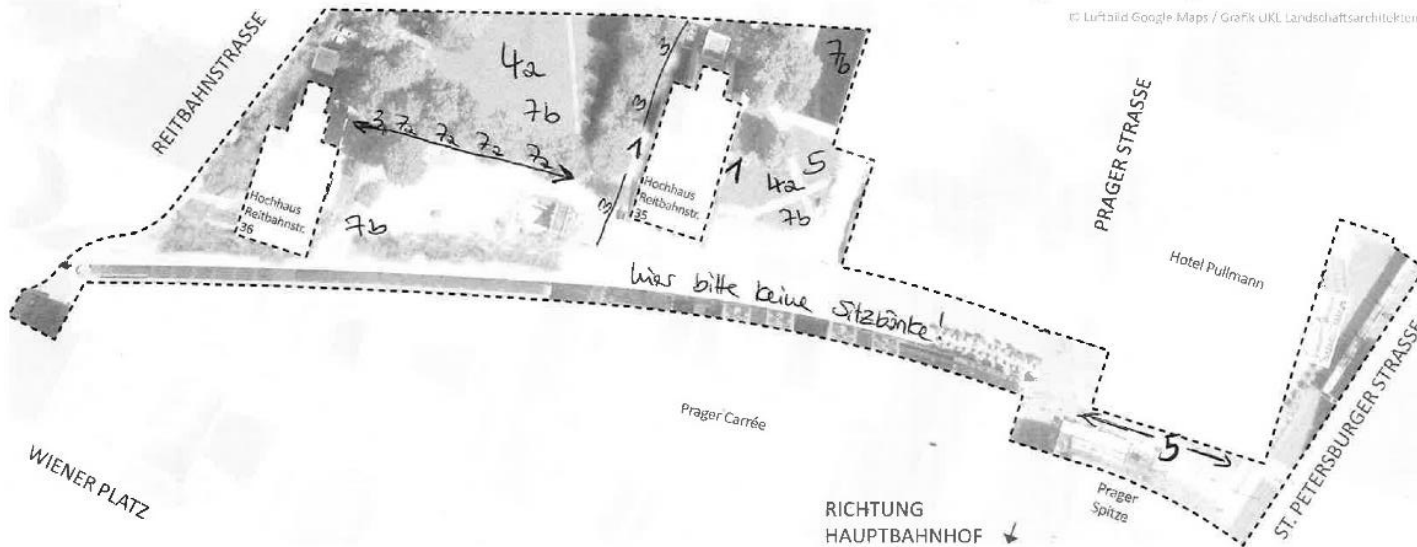 © Luftbild Google Maps / Grafik UKL Landschaftsarchitekten
REITBAHNSTRASSE
4a
7b
3
3
7b
3 7a 7a 7a 7a
1
1
5
4a
7b
3
Hochhaus
Reitbahnstr.
36
7b
Hochhaus
Reitbahnstr.
35
PRAGER STRASSE
Hotel Pullmann
hier bitte keine Sitzbänke!
Prager Carrée
5
Prager
Spitze
ST. PETERSBURGER STRASSE
WIENER PLATZ
RICHTUNG
HAUPTBAHNHOF